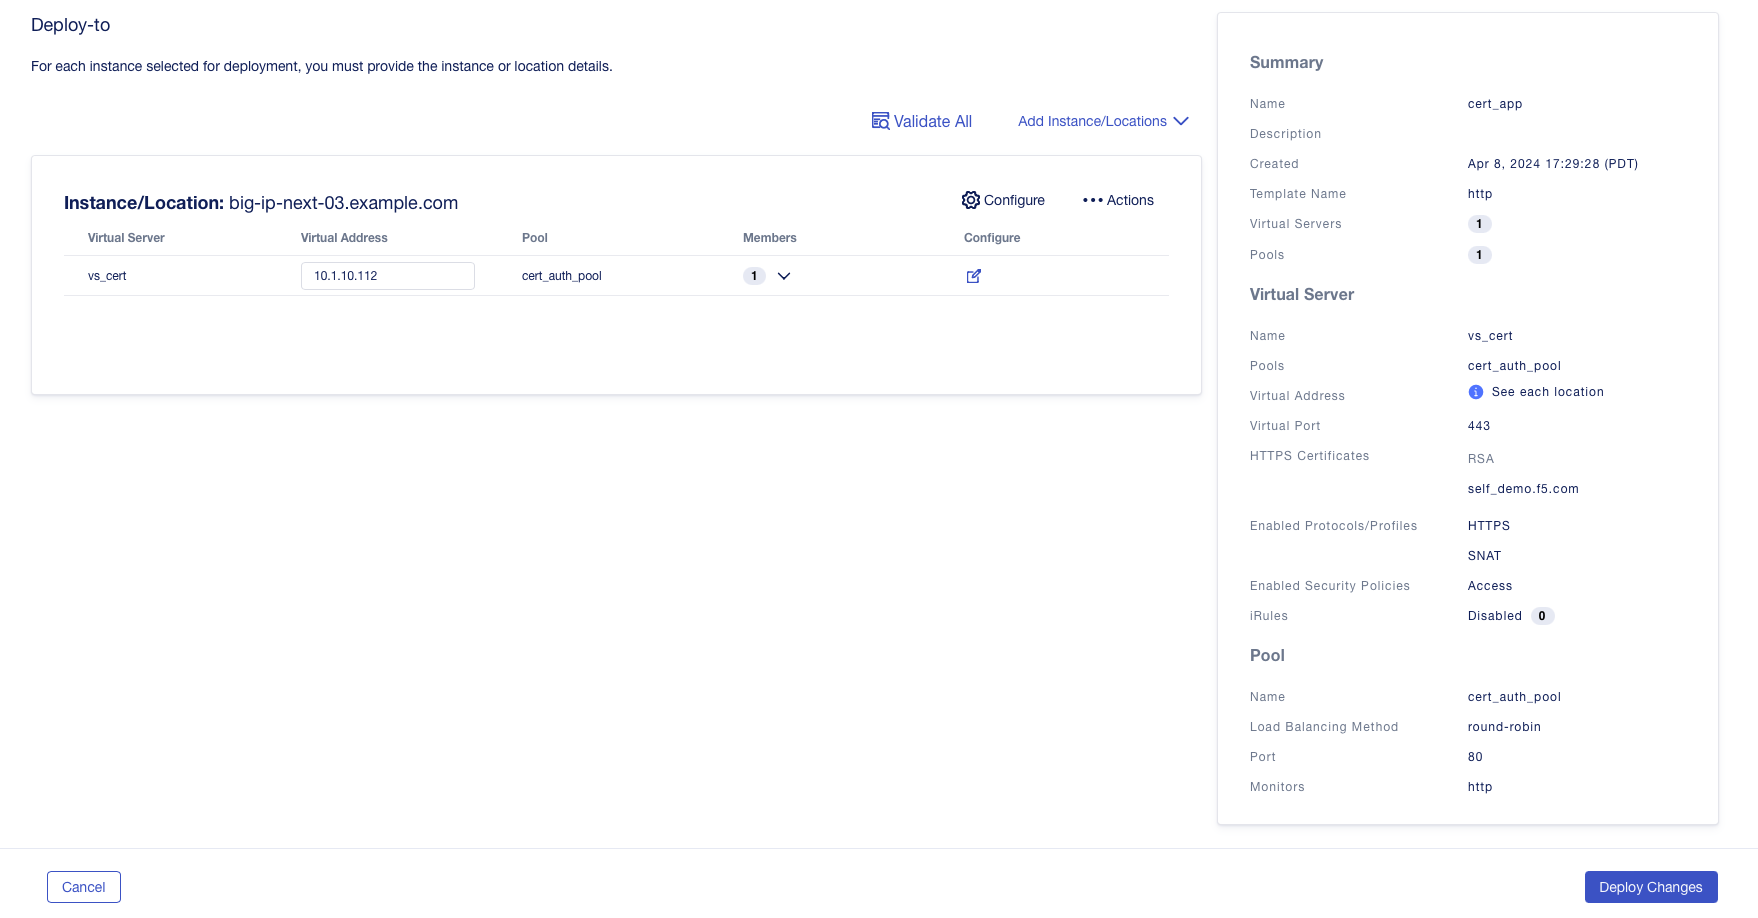 Deploy-to
For each instance selected for deployment, you must provide the instance or location details.
Validate All
Add Instance/Locations
Instance/Location: big-ip-next-03.example.com
Configure
Actions
Virtual Server Virtual Address Pool Members Configure
vs_cert 10.1.10.112 cert_auth_pool 1
Summary
Name cert_app
Description
Created Apr 8, 2024 17:29:28 (PDT)
Template Name http
Virtual Servers 1
Pools 1
Virtual Server
Name vs_cert
Pools cert_auth_pool
Virtual Address See each location
Virtual Port 443
HTTPS Certificates RSA
self_demo.f5.com
Enabled Protocols/Profiles HTTPS
SNAT
Enabled Security Policies Access
iRules Disabled 0
Pool
Name cert_auth_pool
Load Balancing Method round-robin
Port 80
Monitors http
Cancel
Deploy Changes